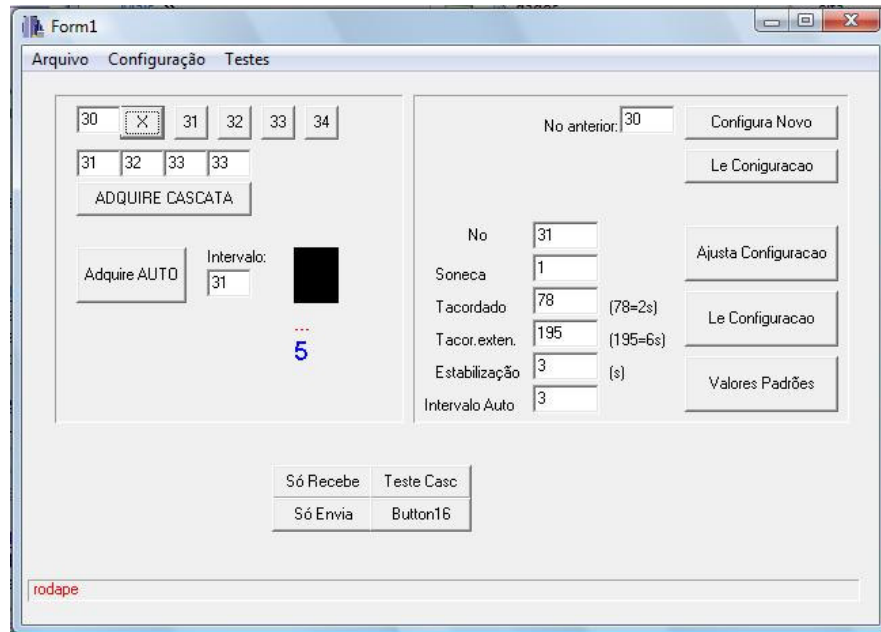 Form1
Arquivo Configuração Testes
30 X 31 32 33 34
31 32 33 33
ADQUIRE CASCATA
Adquire AUTO
Intervalo:
31
...
5
No anterior: 30
Configura Novo
Le Coniguracao
No 31
Soneca 1
Tacordado 78 (78=2s)
Tacor.exten. 195 (195=6s)
Estabilização 3 (s)
Intervalo Auto 3
Ajusta Configuracao
Le Configuracao
Valores Padrões
Só Recebe Teste Casc
Só Envia Button16
rodape